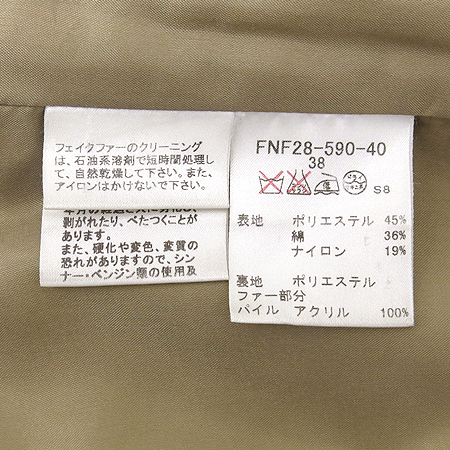 フェイクファーのクリーニング
は、石油系溶剤で短時間処理し
て、自然乾燥して下さい。また、
アイロンはかけないで下さい。
剥がれたり、べたつくことが
あります。
また、硬化や変色、変質の
恐れがありますので、シン
ナー・ベンジン類の使用及
FNF28-590-40
38
S8
表地 ポリエステル 45%
綿 36%
ナイロン 19%
裏地 ポリエステル
ファー部分
パイル アクリル 100%